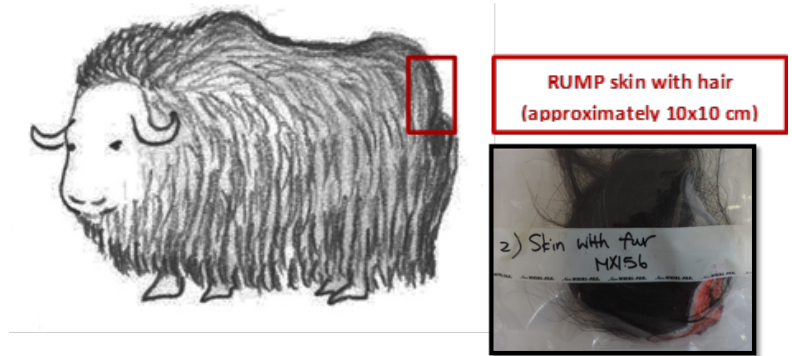 RUMP skin with hair
(approximately 10x10 cm)
2) Skin with fur
MX156